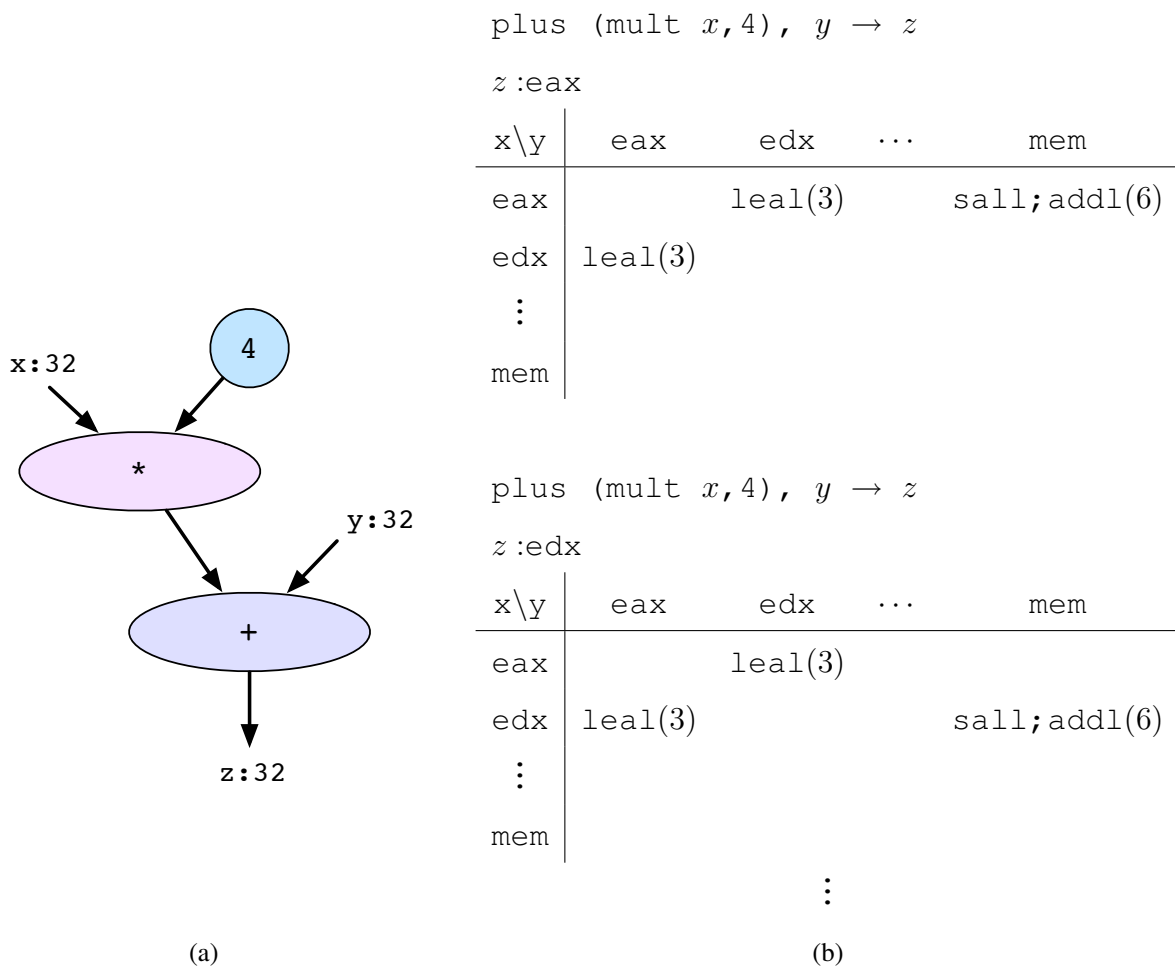 4
x:32
*
y:32
+
z:32
(a)
plus (mult x,4), y → z
z:eax
x\y eax edx ⋯ mem
eax leal(3) sall;addl(6)
edx leal(3)
⋮
mem
plus (mult x,4), y → z
z:edx
x\y eax edx ⋯ mem
eax leal(3)
edx leal(3) sall;addl(6)
⋮
mem
⋮
(b)